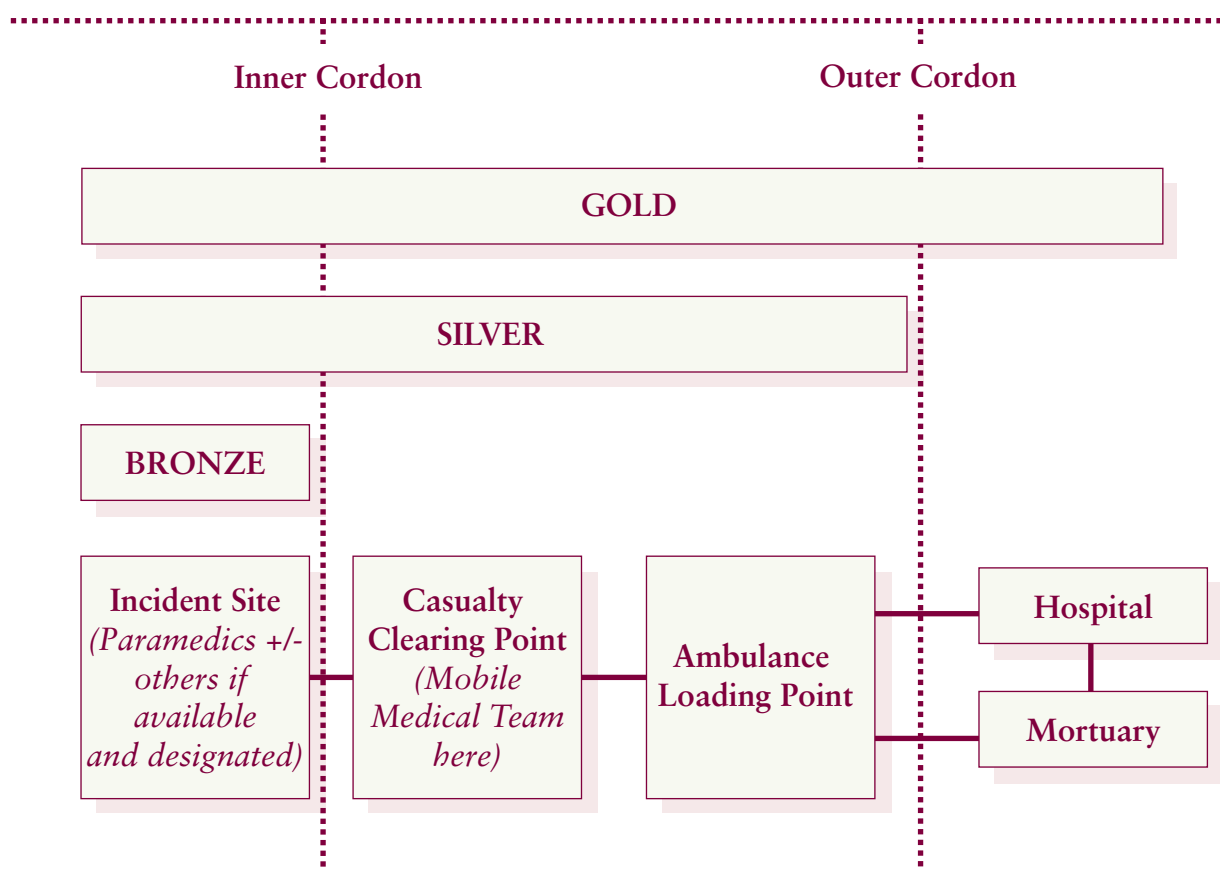 Inner Cordon
Outer Cordon
GOLD
SILVER
BRONZE
Incident Site
(Paramedics +/-
others if
available
and designated)
Casualty
Clearing Point
(Mobile
Medical Team
here)
Ambulance
Loading Point
Hospital
Mortuary